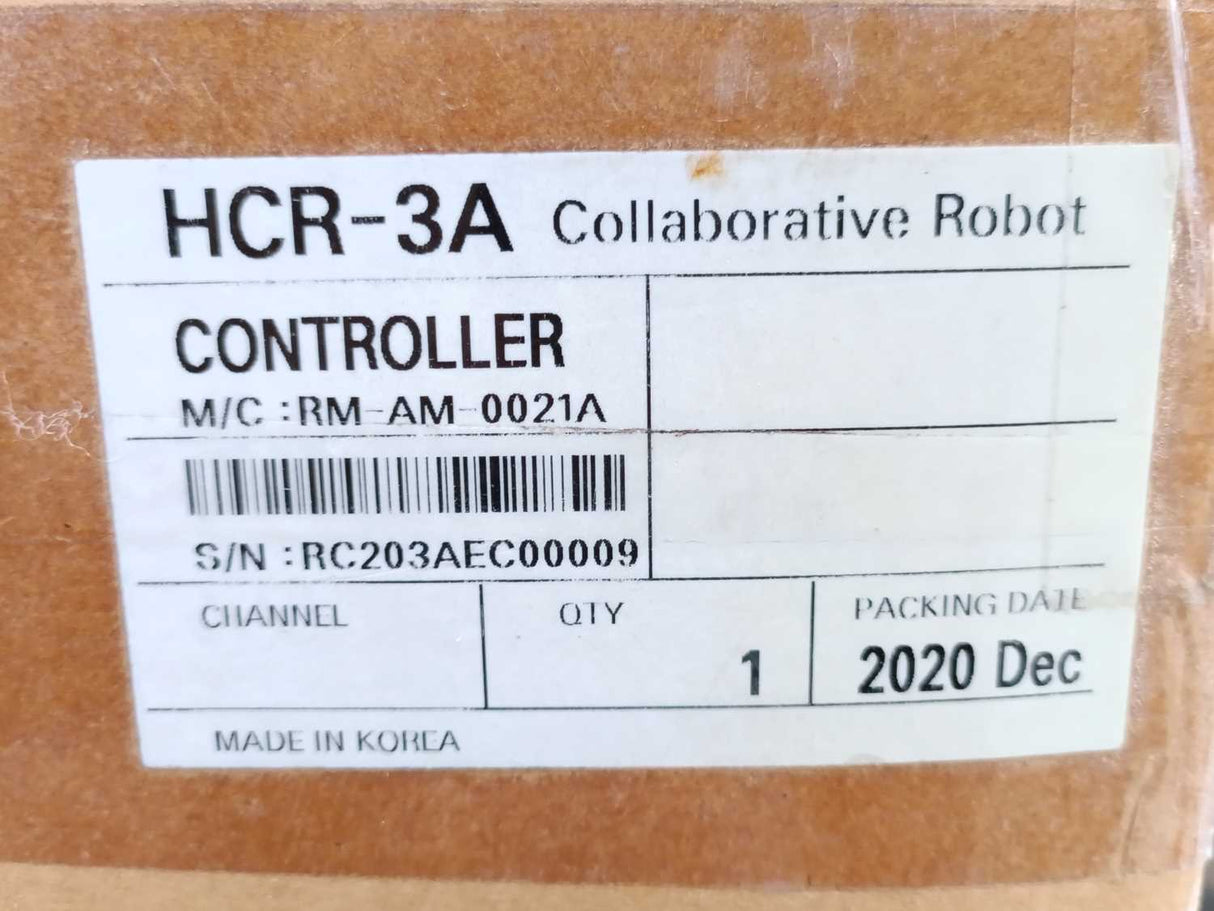 HCR-3A Collaborative Robot
CONTROLLER
M/C :RM-AM-0021A
S/N :RC203AEC00009
CHANNEL
QTY
PACKING DATE
1
2020 Dec
MADE IN KOREA